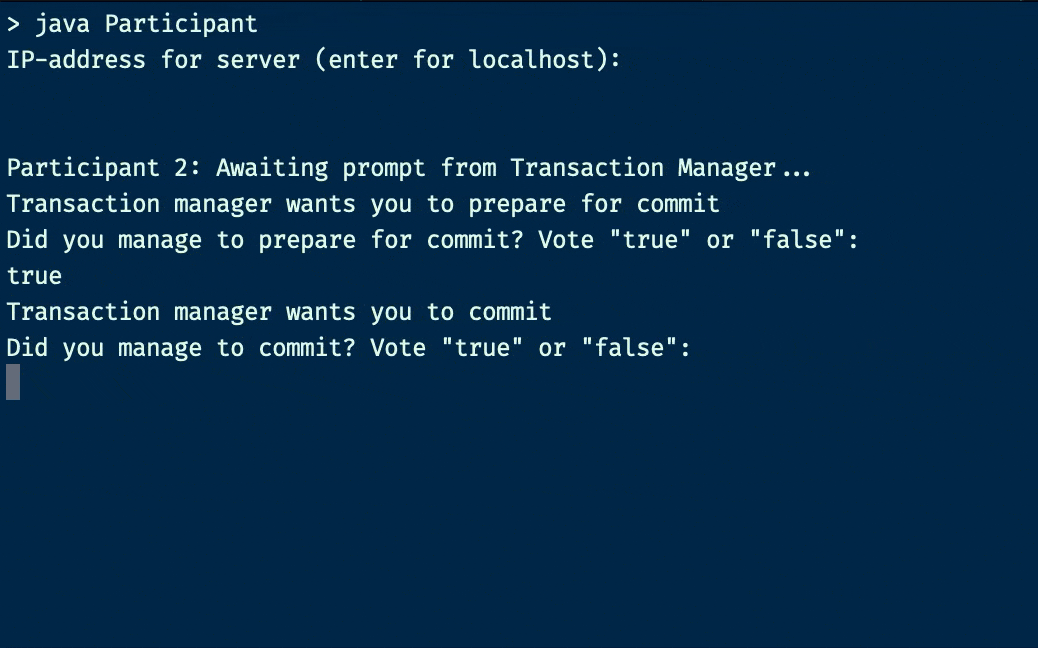 > java Participant
IP-address for server (enter for localhost):
Participant 2: Awaiting prompt from Transaction Manager...
Transaction manager wants you to prepare for commit
Did you manage to prepare for commit? Vote "true" or "false":
true
Transaction manager wants you to commit
Did you manage to commit? Vote "true" or "false":